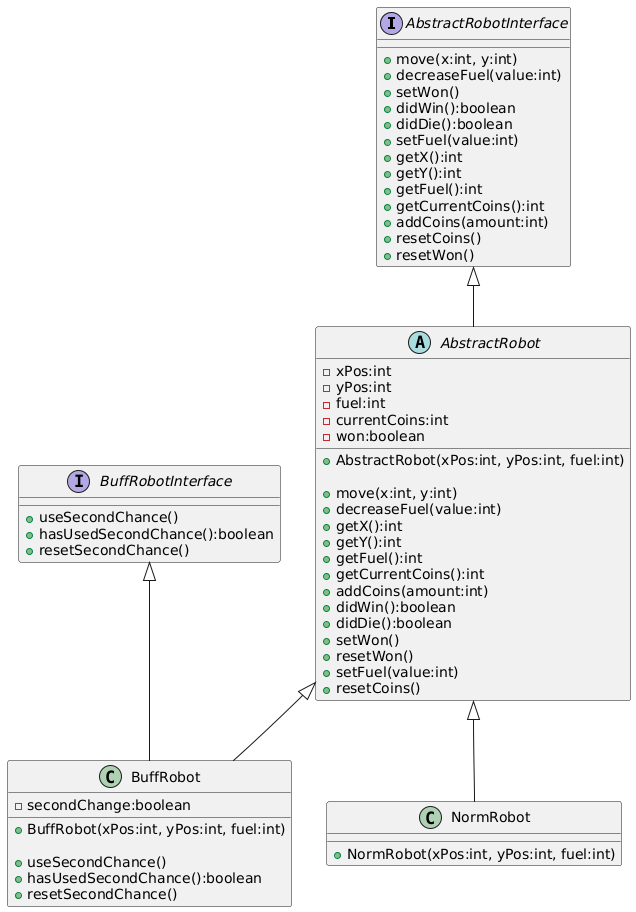 I AbstractRobotInterface
move(x:int, y:int)
decreaseFuel(value:int)
setWon()
didWin():boolean
didDie():boolean
setFuel(value:int)
getX():int
getY():int
getFuel():int
getCurrentCoins():int
addCoins(amount:int)
resetCoins()
resetWon()
A AbstractRobot
xPos:int
yPos:int
fuel:int
currentCoins:int
won:boolean
AbstractRobot(xPos:int, yPos:int, fuel:int)
move(x:int, y:int)
decreaseFuel(value:int)
getX():int
getY():int
getFuel():int
getCurrentCoins():int
addCoins(amount:int)
didWin():boolean
didDie():boolean
setWon()
resetWon()
setFuel(value:int)
resetCoins()
I BuffRobotInterface
useSecondChance()
hasUsedSecondChance():boolean
resetSecondChance()
C BuffRobot
secondChange:boolean
BuffRobot(xPos:int, yPos:int, fuel:int)
useSecondChance()
hasUsedSecondChance():boolean
resetSecondChance()
C NormRobot
NormRobot(xPos:int, yPos:int, fuel:int)